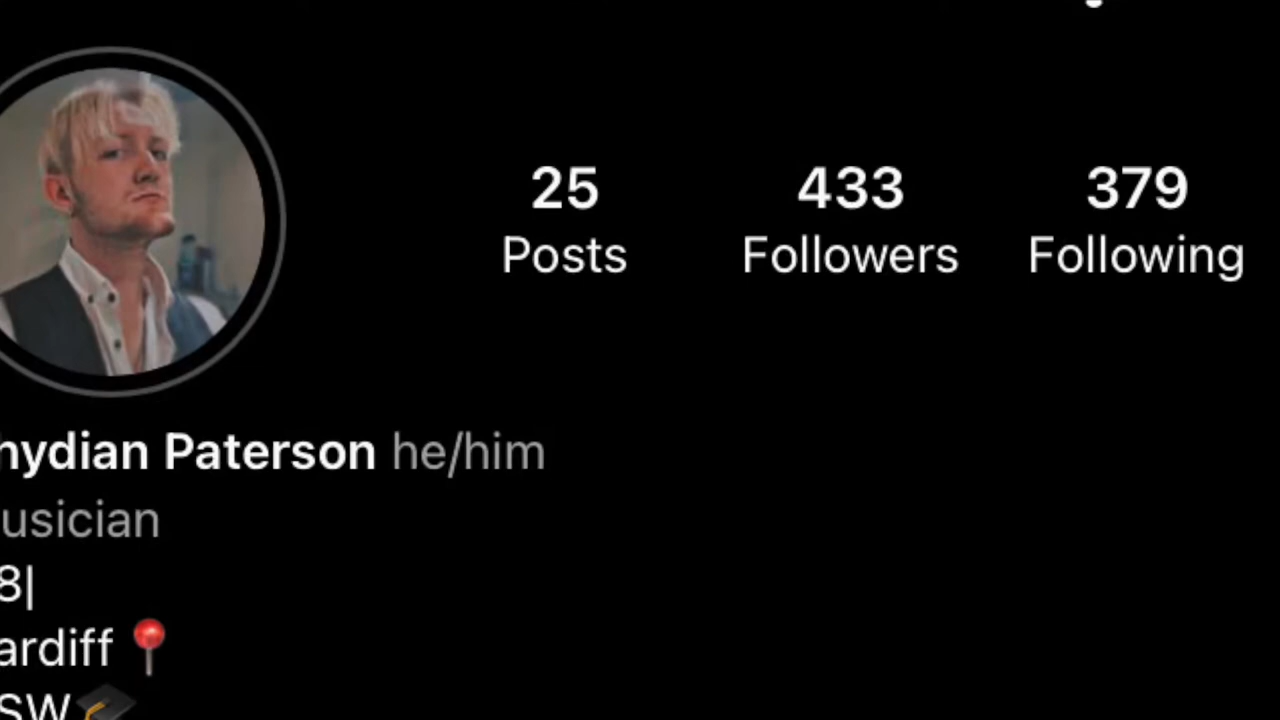 25 433 379
Posts Followers Following
hydian Paterson he/him
usician
8|
ardiff 📍
SW🎓